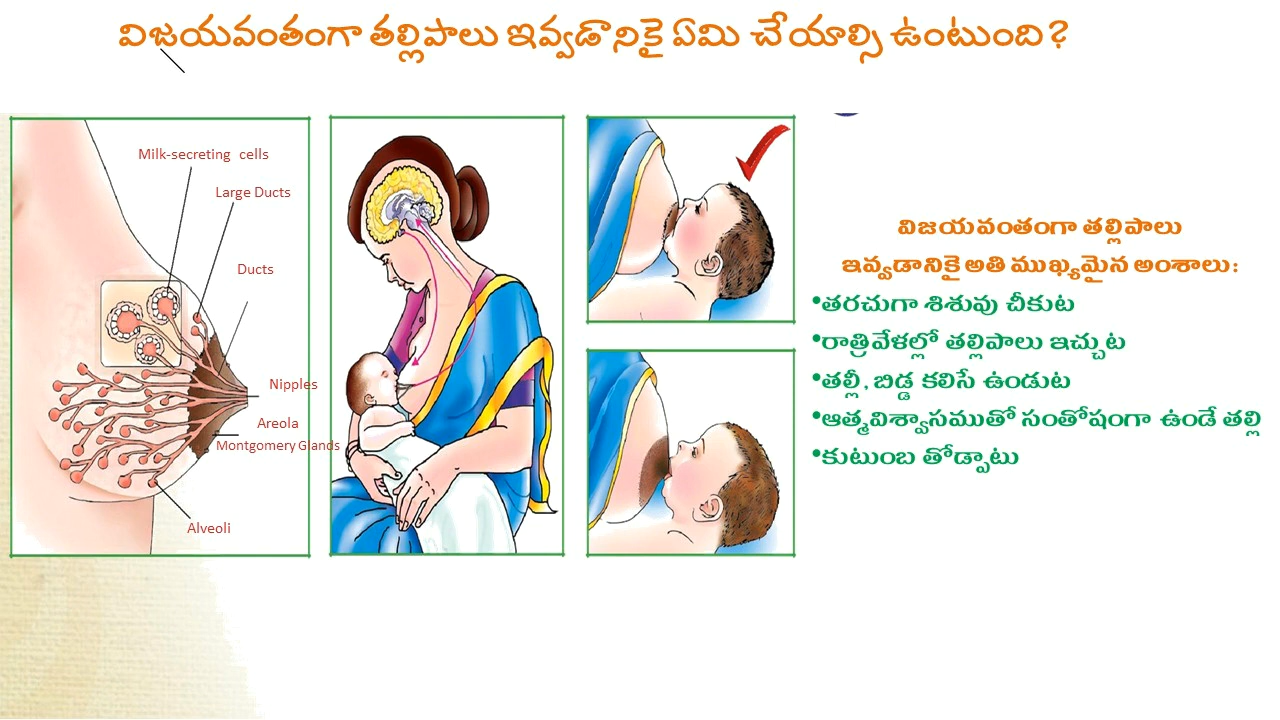 విజయవంతంగా తల్లిపాలు ఇవ్వడానికై ఏమి చేయాల్సి ఉంటుంది?
Milk-secreting cells
Large Ducts
Ducts
Nipples
Areola
Montgomery Glands
Alveoli
విజయవంతంగా తల్లిపాలు
ఇవ్వడానికై అతి ముఖ్యమైన అంశాలు:
•తరచుగా శిశువు చీకుట
•రాత్రివేళల్లో తల్లిపాలు ఇచ్చుట
•తల్లీ, బిడ్డ కలిసే ఉండుట
•ఆత్మవిశ్వాసముతో సంతోషంగా ఉండే తల్లి
•కుటుంబ తోడ్పాటు